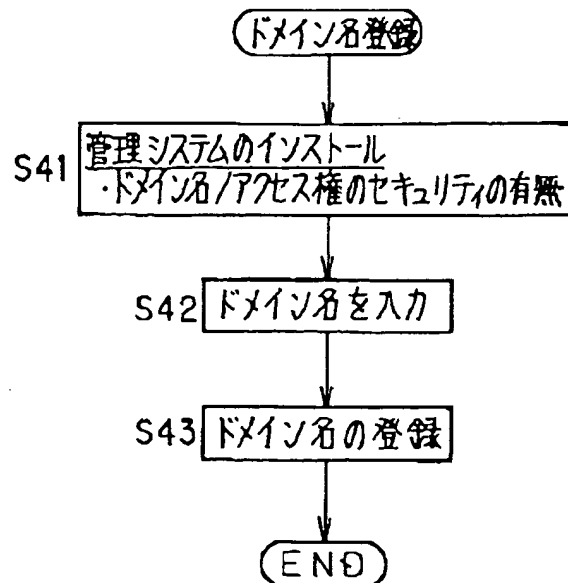 ドメイン名登録
S41 管理システムのインストール
・ドメイン名/アクセス権のセキュリティの有無
S42 ドメイン名を入力
S43 ドメイン名の登録
END